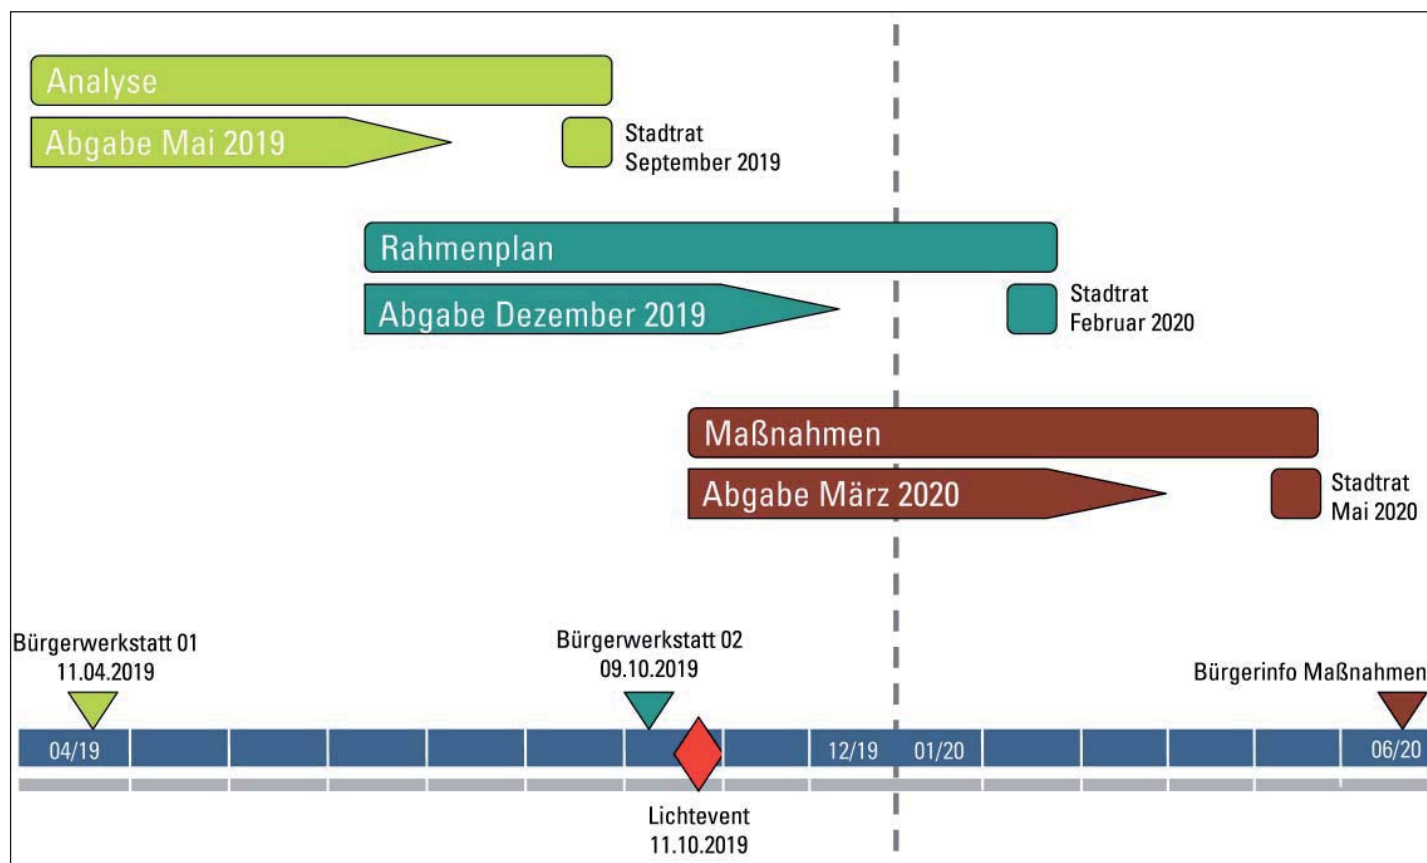 Analyse
Abgabe Mai 2019
Stadtrat
September 2019
Rahmenplan
Abgabe Dezember 2019
Stadtrat
Februar 2020
Maßnahmen
Abgabe März 2020
Stadtrat
Mai 2020
Bürgerwerkstatt 01
11.04.2019
Bürgerwerkstatt 02
09.10.2019
Bürgerinfo Maßnahmen
04/19
12/19
01/20
06/20
Lichtevent
11.10.2019